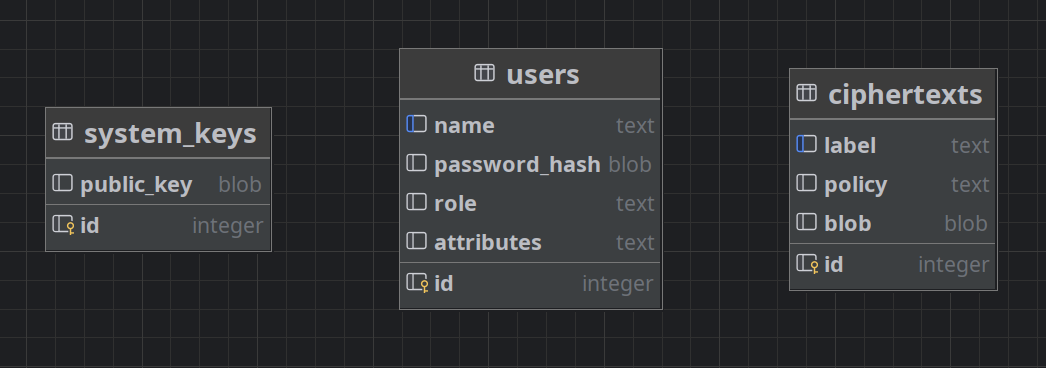 system_keys
public_key blob
id integer
users
name text
password_hash blob
role text
attributes text
id integer
ciphertexts
label text
policy text
blob blob
id integer